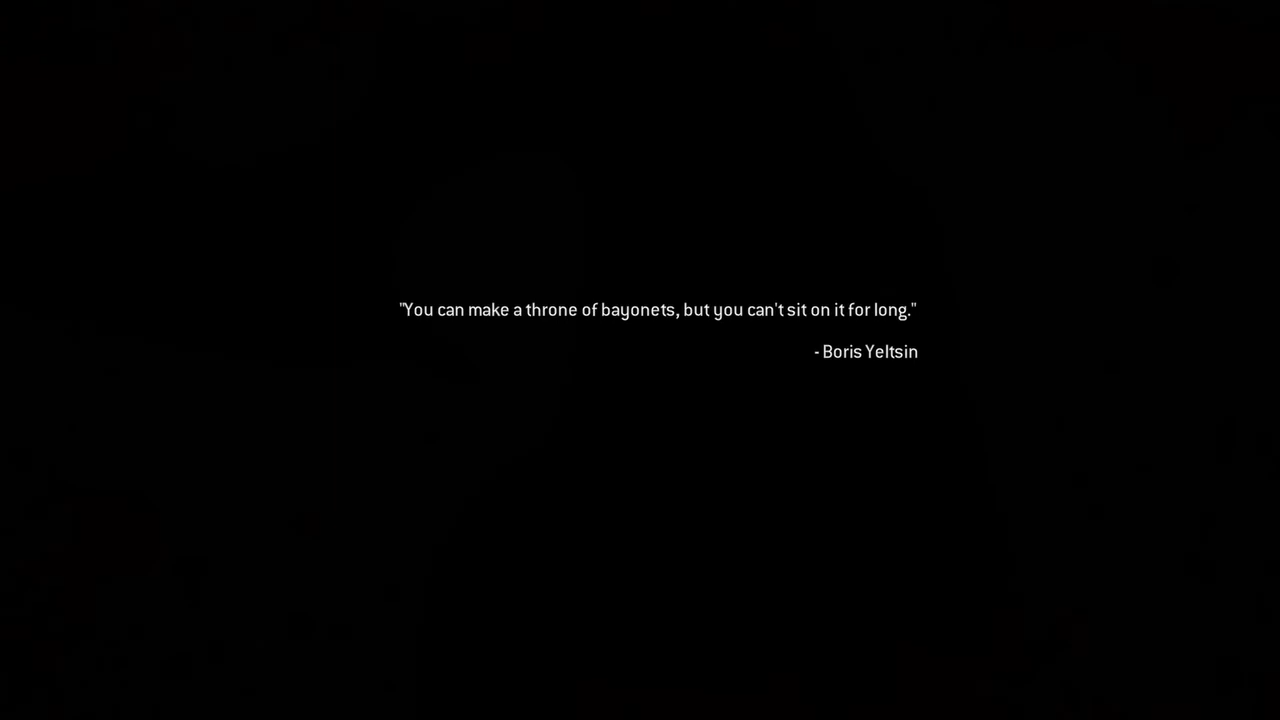 "You can make a throne of bayonets, but you can't sit on it for long."
- Boris Yeltsin